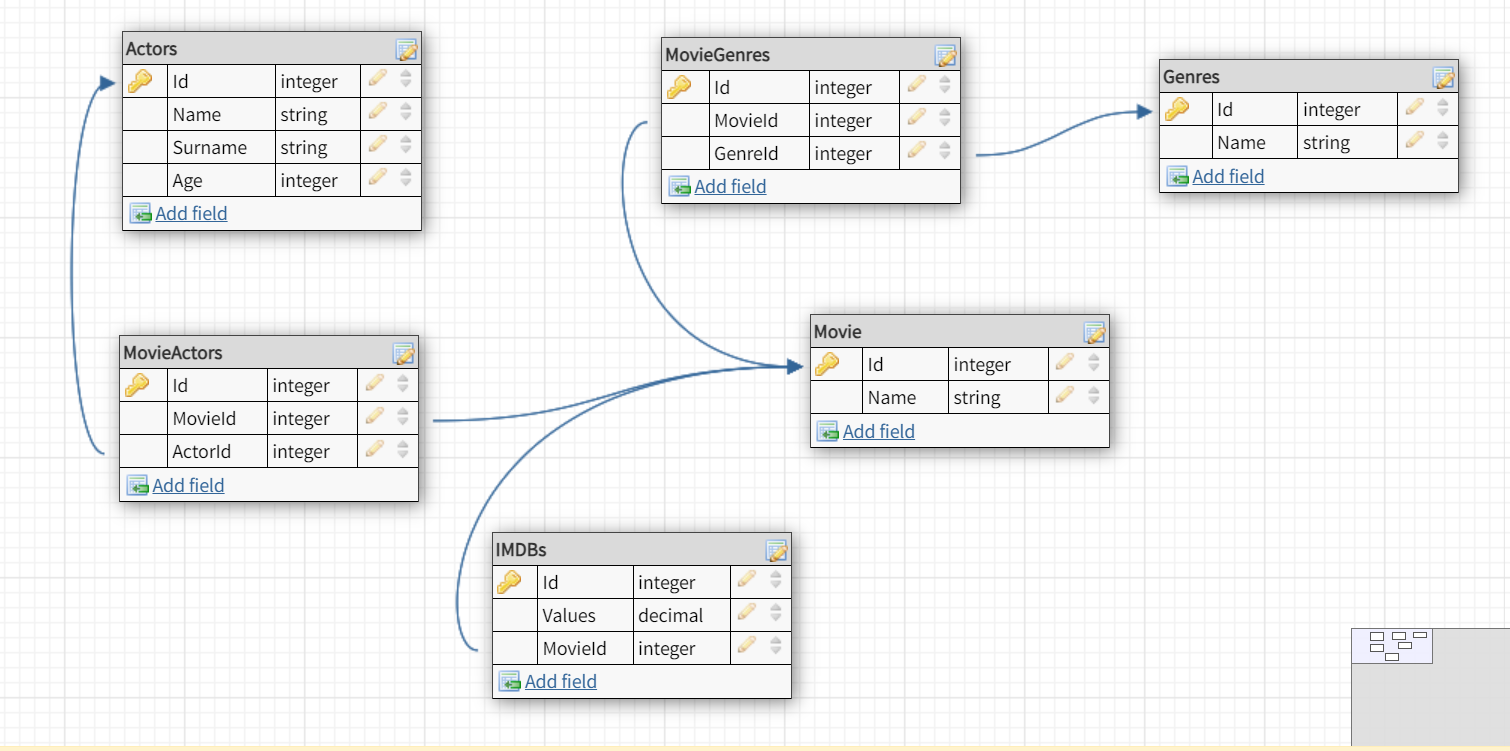 Actors
Id integer
Name string
Surname string
Age integer
Add field
MovieGenres
Id integer
MovieId integer
GenreId integer
Add field
Genres
Id integer
Name string
Add field
MovieActors
Id integer
MovieId integer
ActorId integer
Add field
Movie
Id integer
Name string
Add field
IMDBs
Id integer
Values decimal
MovieId integer
Add field